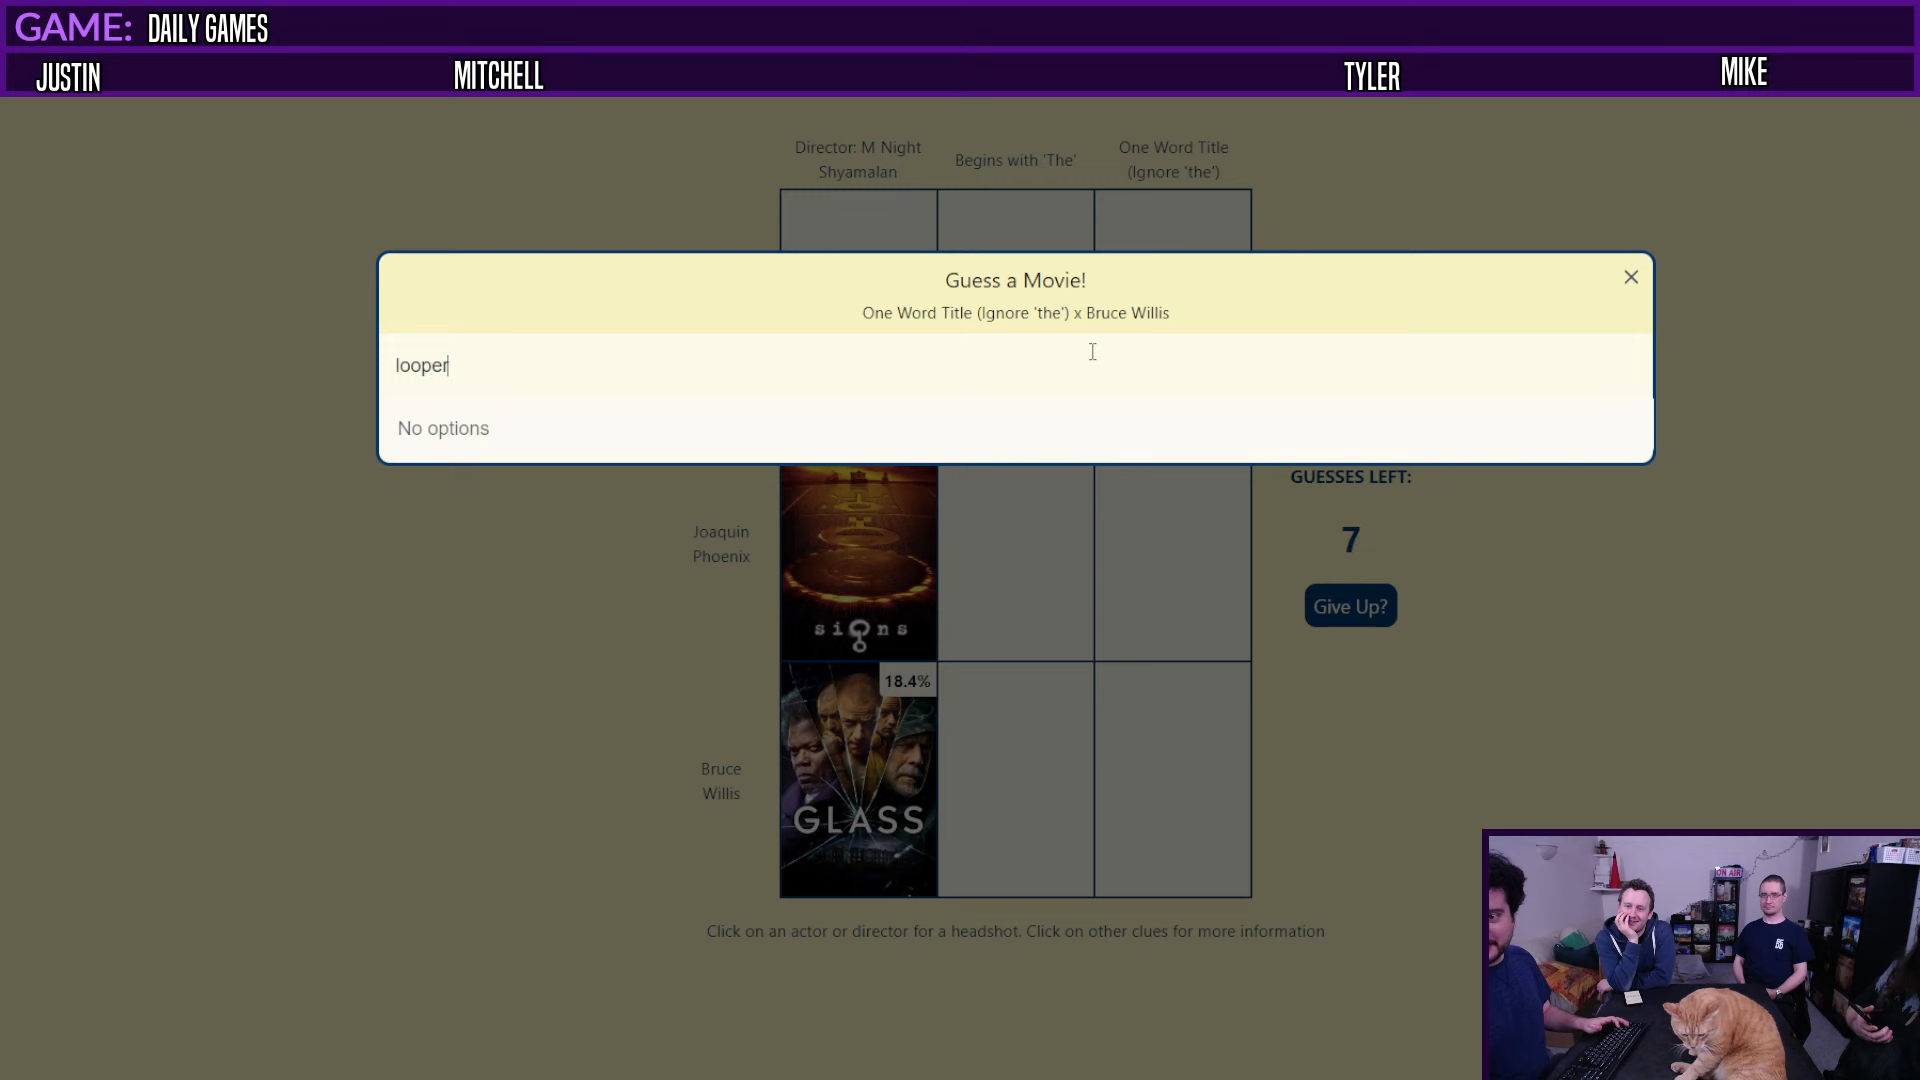 GAME: DAILY GAMES
JUSTIN MITCHELL TYLER MIKE
Director: M Night
Shyamalan
Begins with 'The'
One Word Title
(Ignore 'the')
Guess a Movie!
One Word Title (Ignore 'the') x Bruce Willis
looper
No options
GUESSES LEFT:
7
Give Up?
Joaquin
Phoenix
signs
Bruce
Willis
18.4%
GLASS
Click on an actor or director for a headshot. Click on other clues for more information
ON AIR